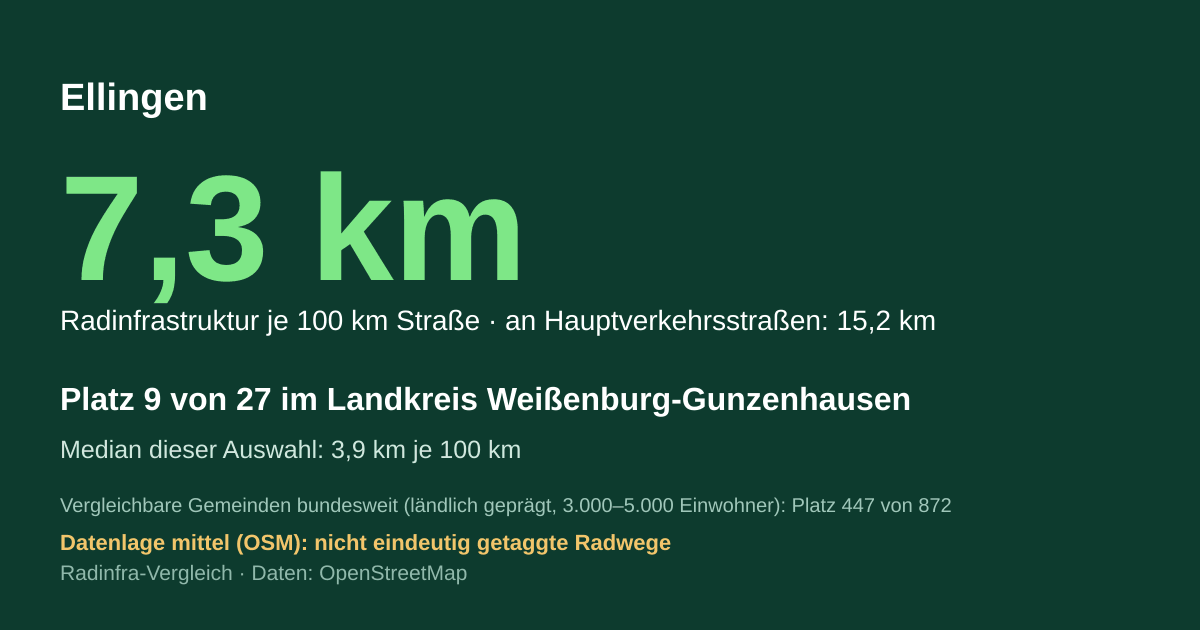 Ellingen
7,3 km
Radinfrastruktur je 100 km Straße · an Hauptverkehrsstraßen: 15,2 km
Platz 9 von 27 im Landkreis Weißenburg-Gunzenhausen
Median dieser Auswahl: 3,9 km je 100 km
Vergleichbare Gemeinden bundesweit (ländlich geprägt, 3.000–5.000 Einwohner): Platz 447 von 872
Datenlage mittel (OSM): nicht eindeutig getaggte Radwege
Radinfra-Vergleich · Daten: OpenStreetMap